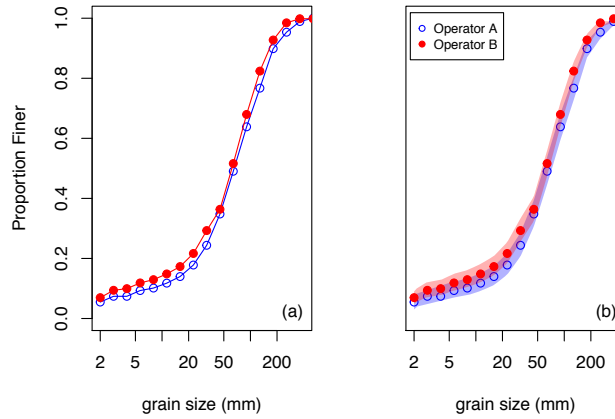 1.0
0.8
0.6
0.4
0.2
0.0
Proportion Finer
(a)
2 5 20 50 200
grain size (mm)
Operator A
Operator B
(b)
2 5 20 50 200
grain size (mm)